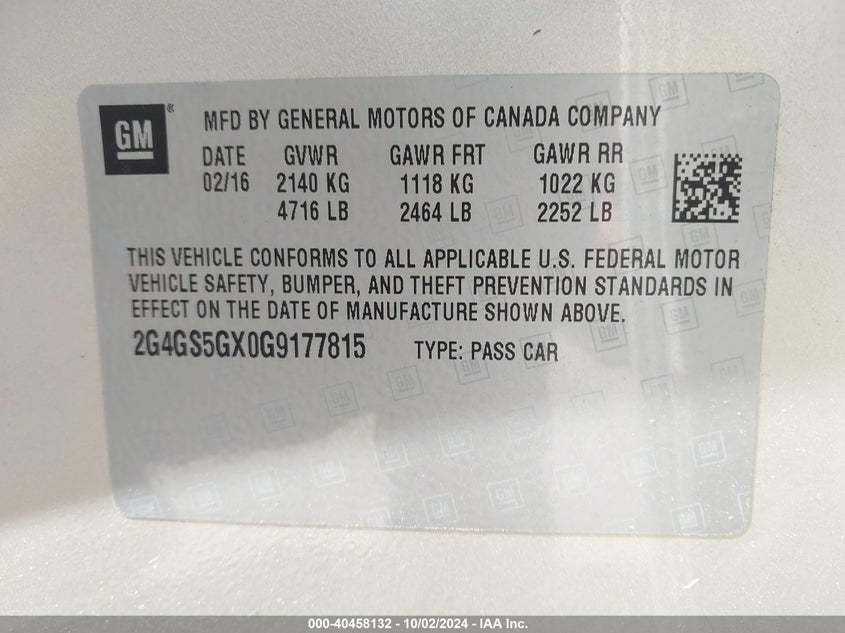 GM ® MFD BY GENERAL MOTORS OF CANADA COMPANY
DATE GVWR GAWR FRT GAWR RR
02/16 2140 KG 1118 KG 1022 KG
4716 LB 2464 LB 2252 LB
THIS VEHICLE CONFORMS TO ALL APPLICABLE U.S. FEDERAL MOTOR
VEHICLE SAFETY, BUMPER, AND THEFT PREVENTION STANDARDS IN
EFFECT ON THE DATE OF MANUFACTURE SHOWN ABOVE.
2G4GS5GX0G9177815 TYPE: PASS CAR
000-40458132 - 10/02/2024 - IAA Inc.